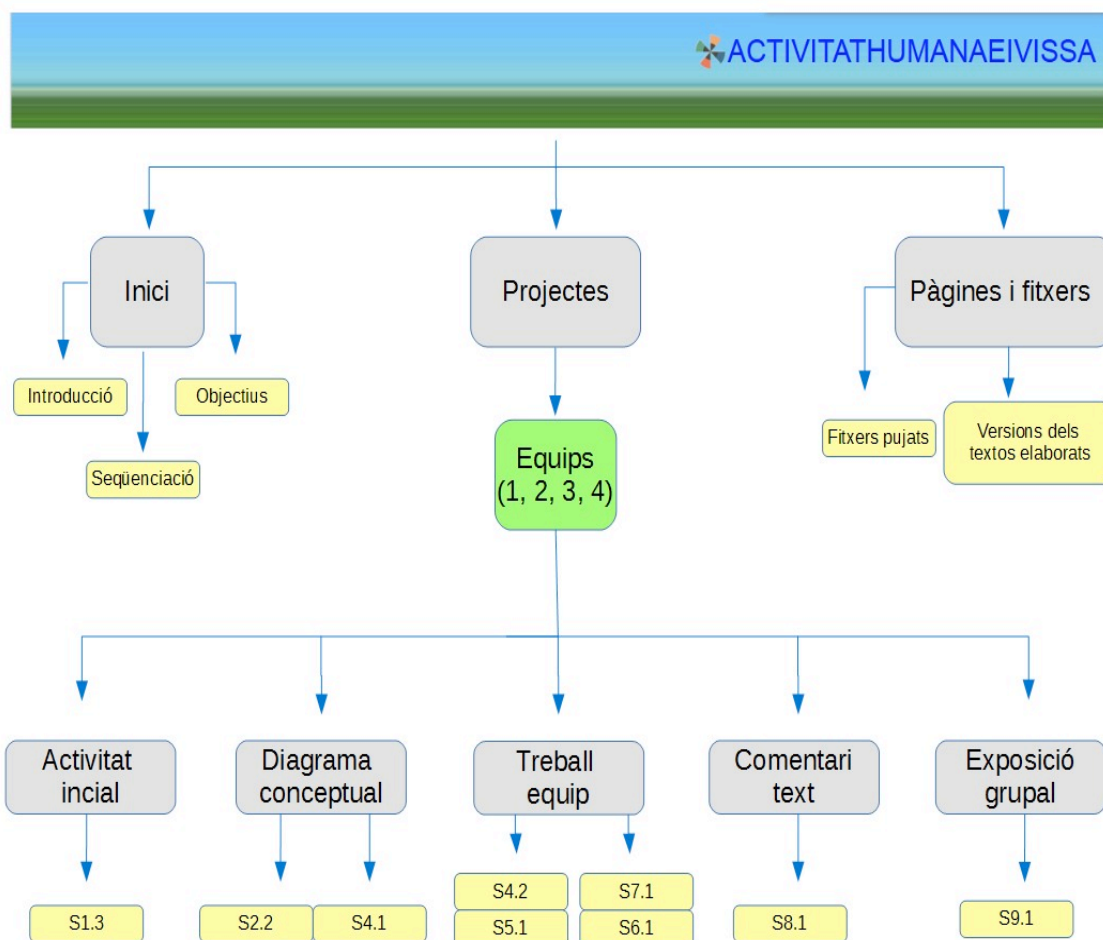 ACTIVITATHUMANAEIVISSA
Inici
Projectes
Pàgines i fitxers
Introducció
Objectius
Seqüenciació
Fitxers pujats
Versions dels
textos elaborats
Equips
(1, 2, 3, 4)
Activitat
incial
Diagrama
conceptual
Treball
equip
Comentari
text
Exposició
grupal
S1.3
S2.2
S4.1
S4.2
S7.1
S5.1
S6.1
S8.1
S9.1